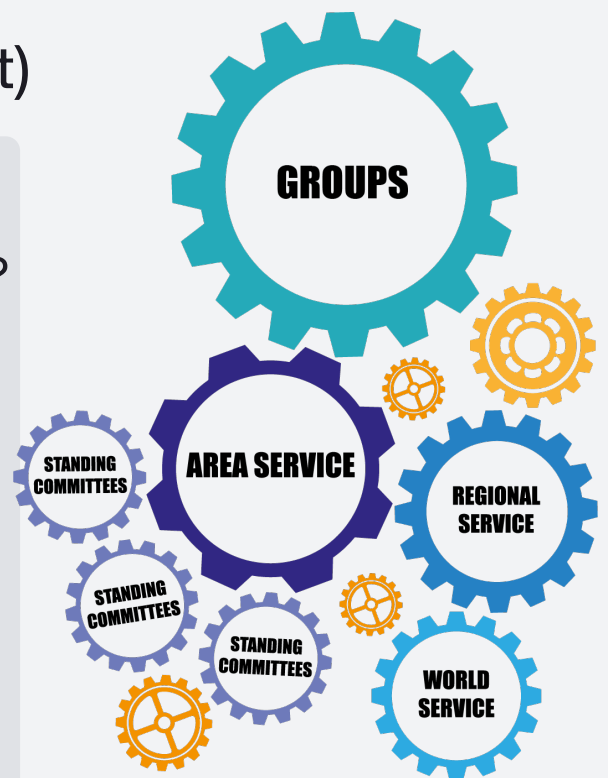 t)
?
GROUPS
AREA SERVICE
STANDING
COMMITTEES
REGIONAL
SERVICE
STANDING
COMMITTEES
STANDING
COMMITTEES
WORLD
SERVICE